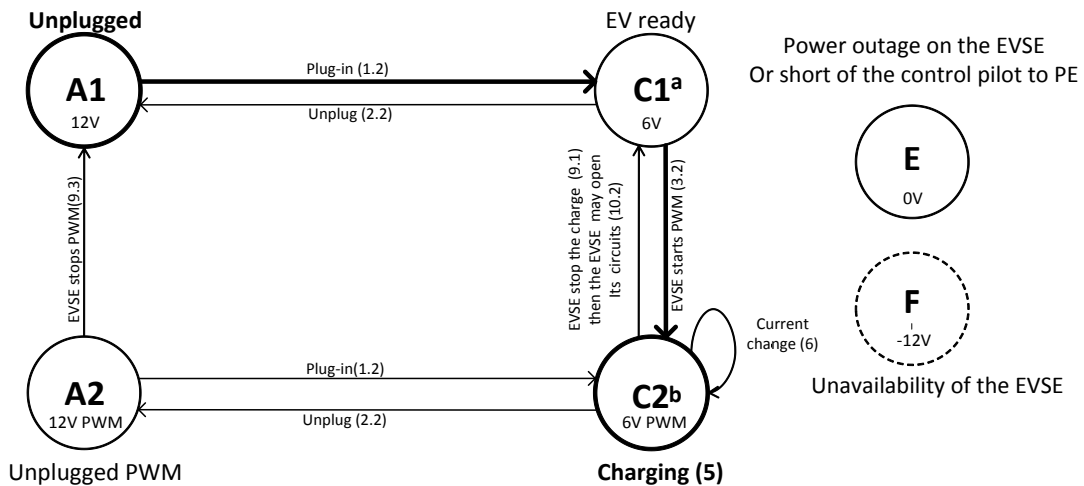 Unplugged
EV ready
Power outage on the EVSE
Or short of the control pilot to PE
A1
12V
Plug-in (1.2)
Unplug (2.2)
C1ᵃ
6V
E
0V
EVSE stops PWM(9.3)
EVSE stop the charge (9.1)
then the EVSE may open
Its circuits (10.2)
EVSE starts PWM (3.2)
F
-12V
Current
change (6)
A2
12V PWM
Plug-in(1.2)
Unplug (2.2)
C2ᵇ
6V PWM
Unavailability of the EVSE
Unplugged PWM
Charging (5)